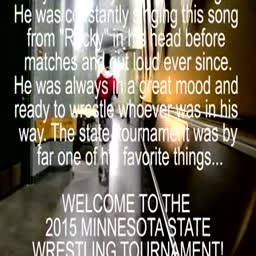 He was constantly singing this song
from "Rocky" in his head before
matches and out loud ever since.
He was always in a great mood and
ready to wrestle whoever was in his
way. The state tournament was by
far one of his favorite things...
WELCOME TO THE
2015 MINNESOTA STATE
WRESTLING TOURNAMENT!